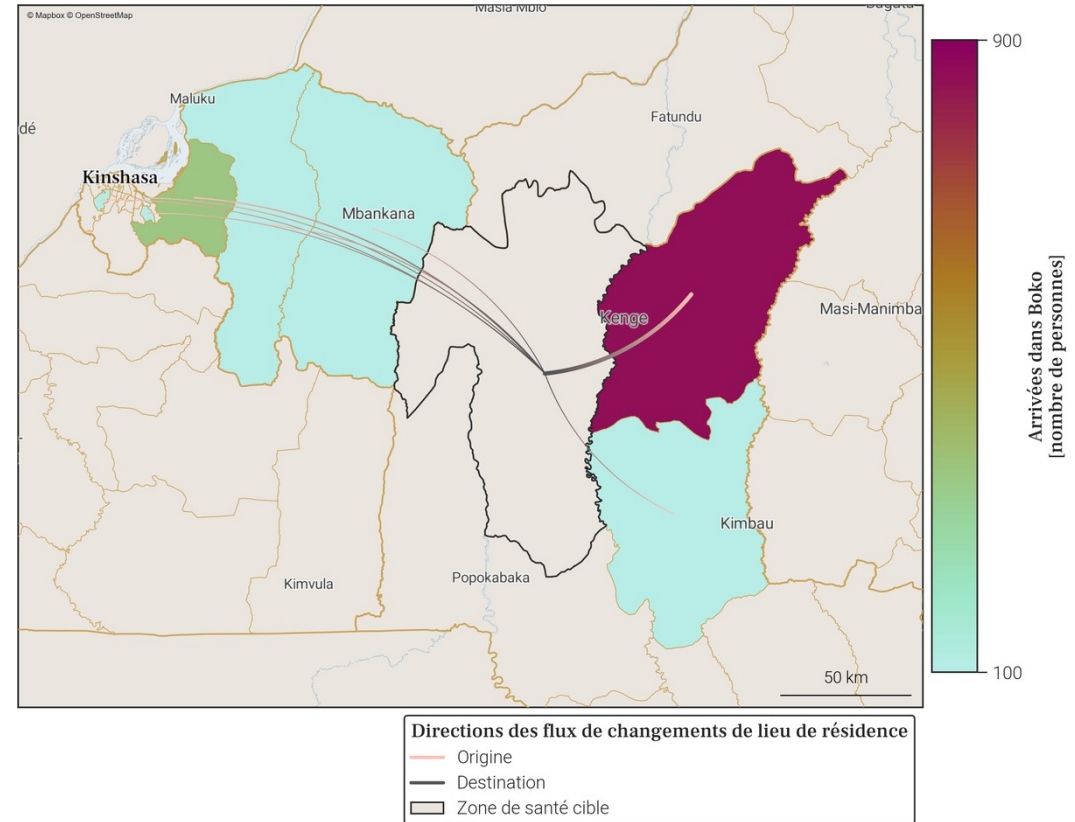 © Mapbox © OpenStreetMap
Masia Mbio
Bagata
900
Maluku
dé
Fatundu
Kinshasa
Mbankana
Kenge
Masi-Manimba
Arrivées dans Boko
[nombre de personnes]
Kimbau
Kimvula
Popokabaka
50 km
100
Directions des flux de changements de lieu de résidence
Origine
Destination
Zone de santé cible